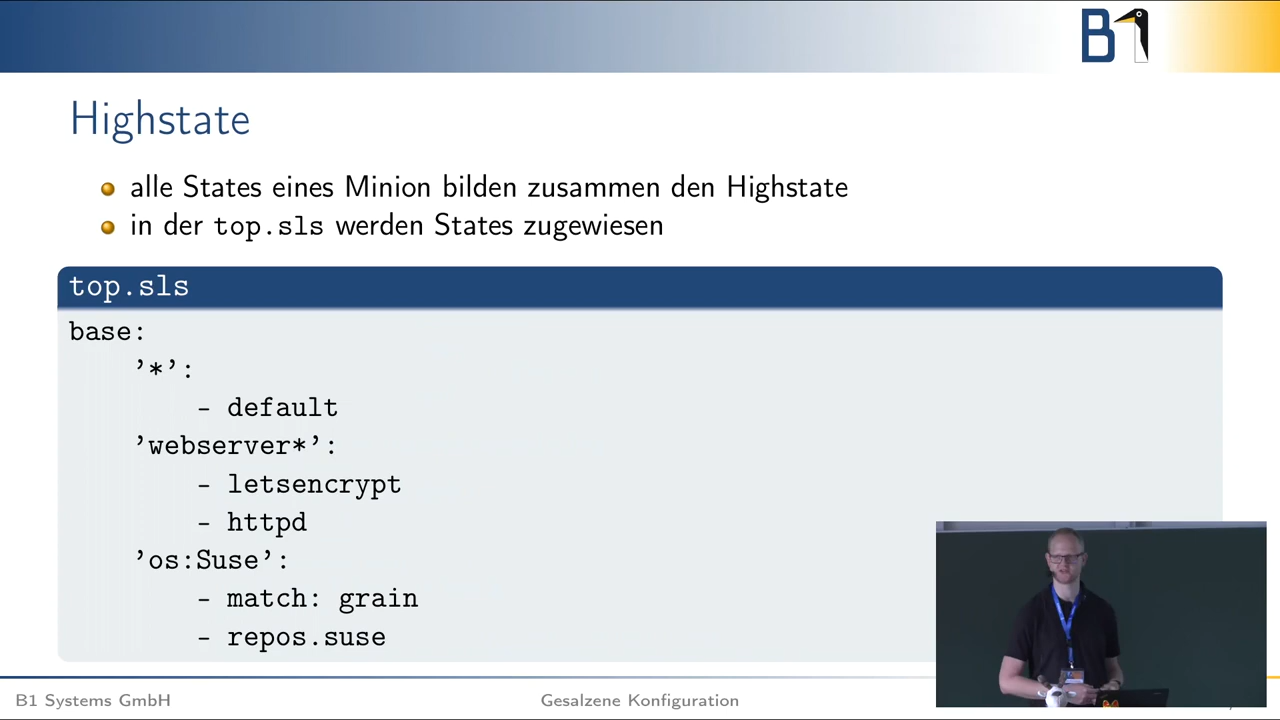 B1
Highstate
alle States eines Minion bilden zusammen den Highstate
in der top.sls werden States zugewiesen
top.sls
base:
’*’:
- default
’webserver*’:
- letsencrypt
- httpd
’os:Suse’:
- match: grain
- repos.suse
B1 Systems GmbH
Gesalzene Konfiguration